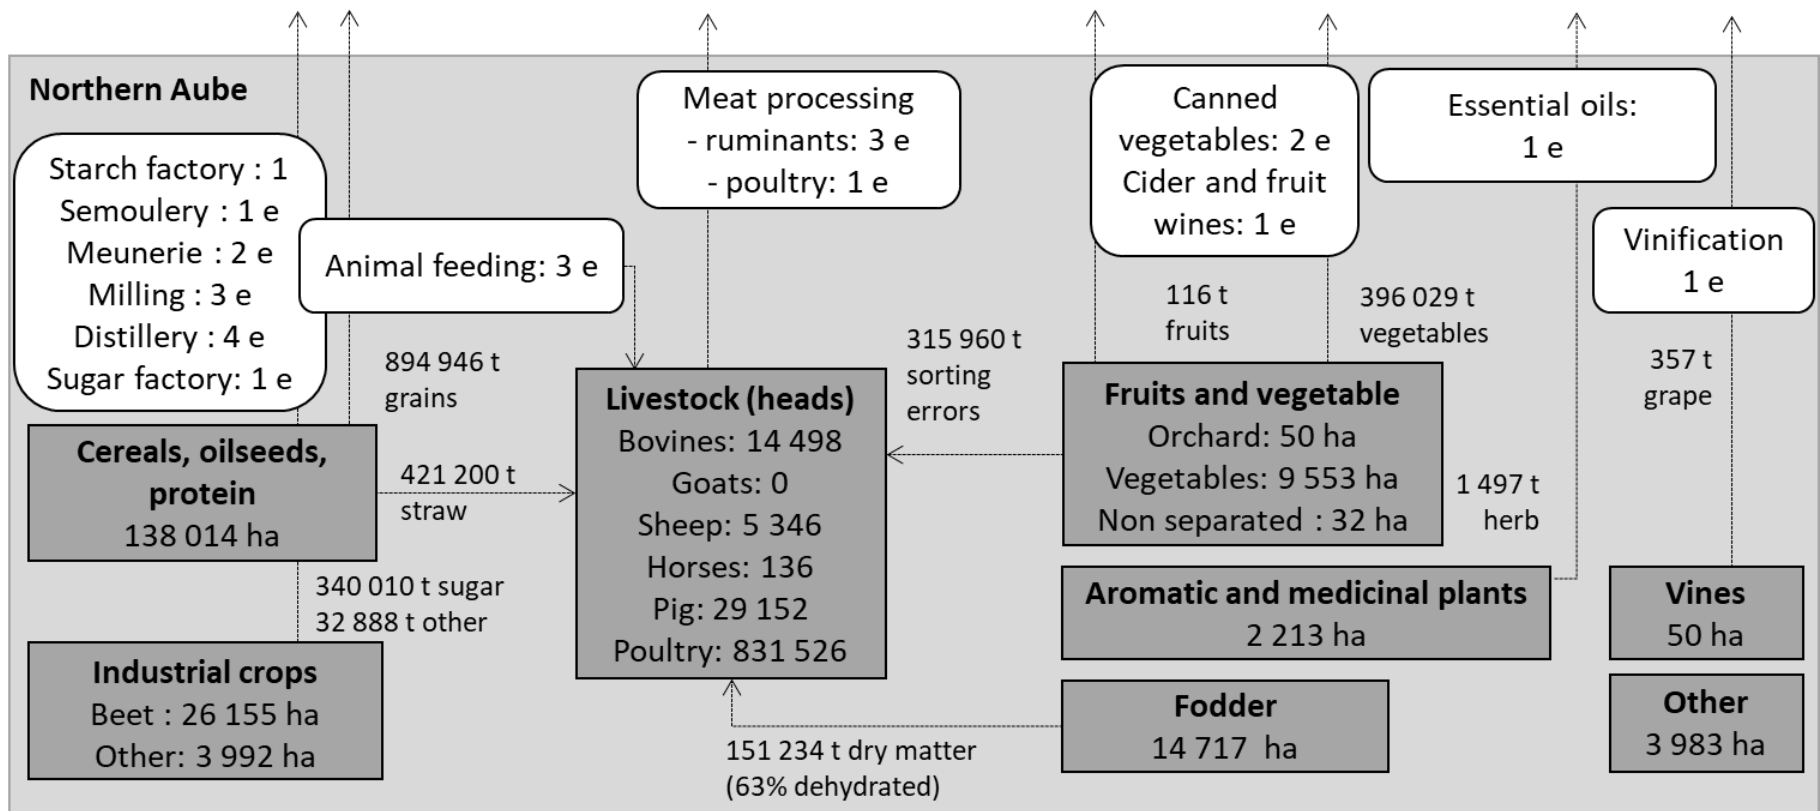 Northern Aube
Starch factory : 1
Semoulery : 1 e
Meunerie : 2 e
Milling : 3 e
Distillery : 4 e
Sugar factory: 1 e
Animal feeding: 3 e
Meat processing
- ruminants: 3 e
- poultry: 1 e
Canned
vegetables: 2 e
Cider and fruit
wines: 1 e
Essential oils:
1 e
Vinification
1 e
894 946 t
grains
315 960 t
sorting
errors
116 t
fruits
396 029 t
vegetables
357 t
grape
Cereals, oilseeds,
protein
138 014 ha
421 200 t
straw
Livestock (heads)
Bovines: 14 498
Goats: 0
Sheep: 5 346
Horses: 136
Pig: 29 152
Poultry: 831 526
Fruits and vegetable
Orchard: 50 ha
Vegetables: 9 553 ha
Non separated : 32 ha
1 497 t
herb
340 010 t sugar
32 888 t other
Industrial crops
Beet : 26 155 ha
Other: 3 992 ha
Aromatic and medicinal plants
2 213 ha
Vines
50 ha
Fodder
14 717 ha
Other
3 983 ha
151 234 t dry matter
(63% dehydrated)